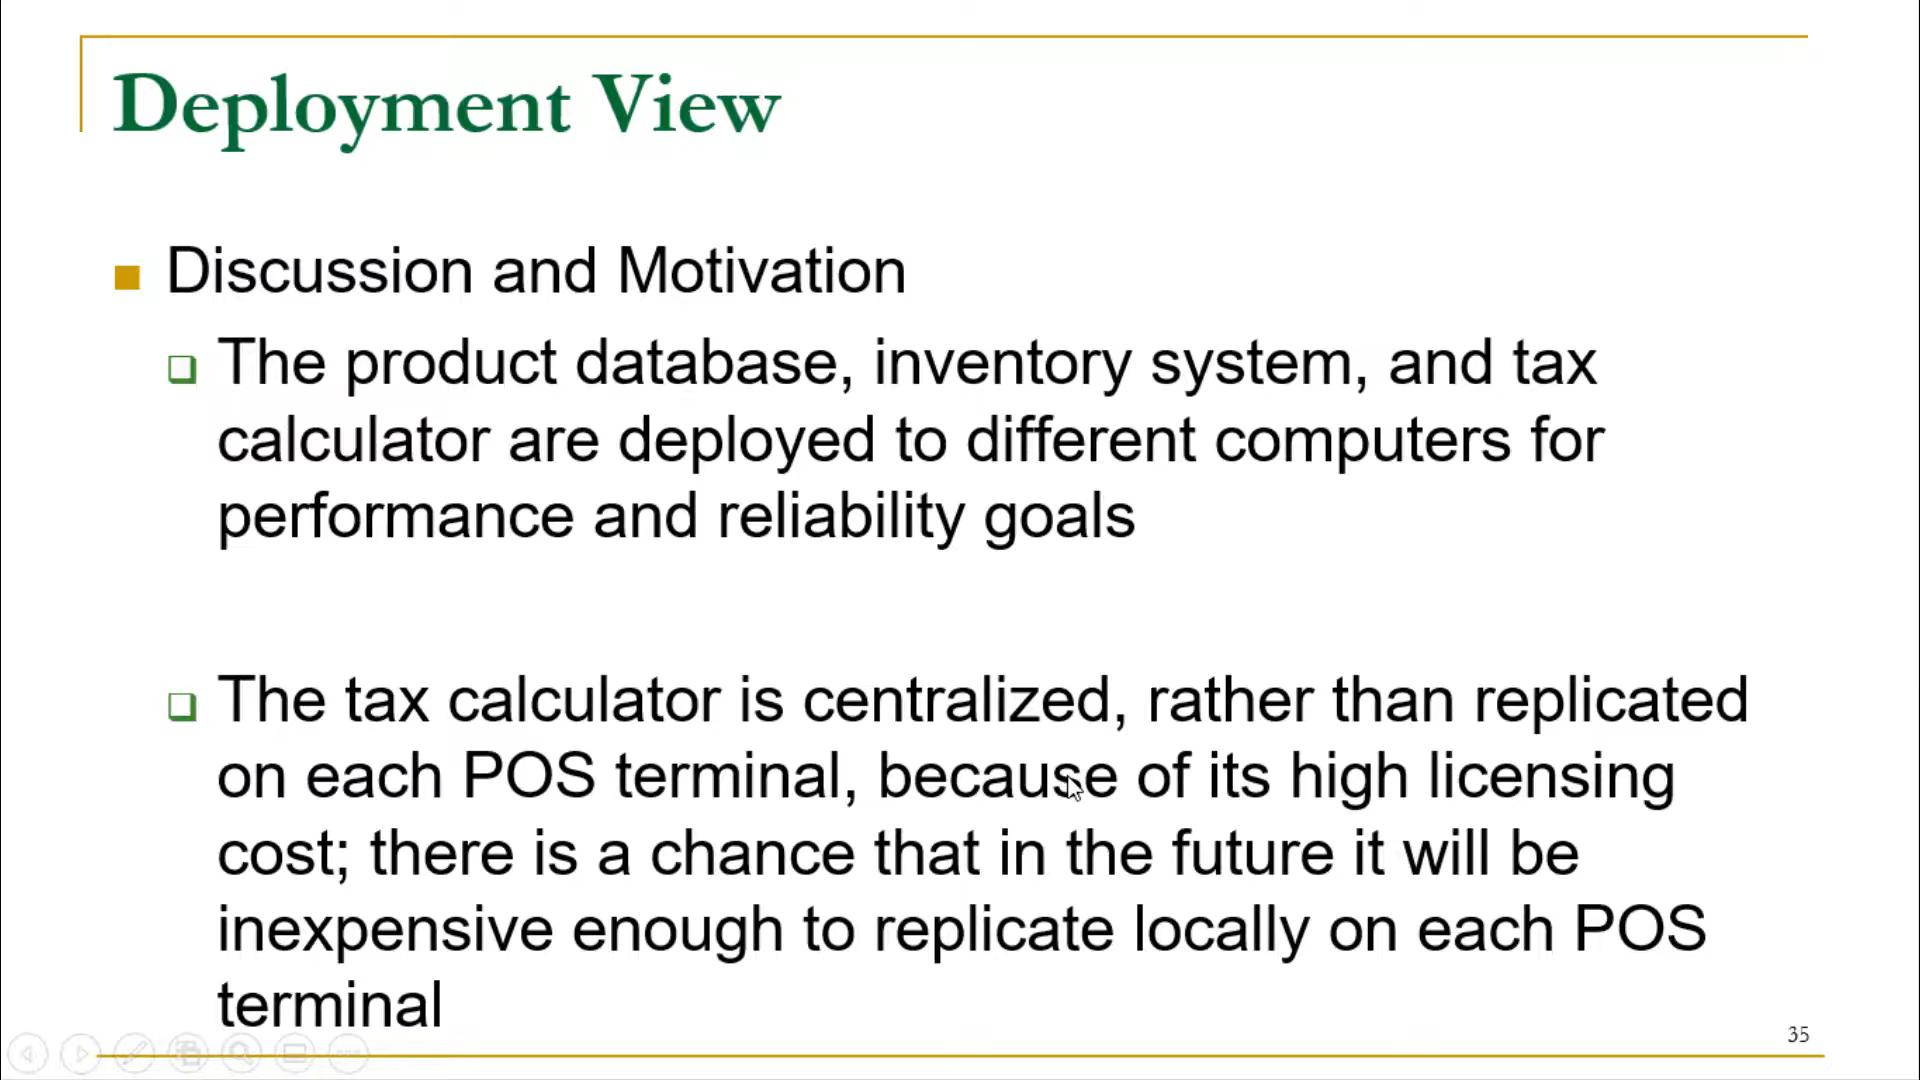 Deployment View
Discussion and Motivation
The product database, inventory system, and tax
calculator are deployed to different computers for
performance and reliability goals
The tax calculator is centralized, rather than replicated
on each POS terminal, because of its high licensing
cost; there is a chance that in the future it will be
inexpensive enough to replicate locally on each POS
terminal
35